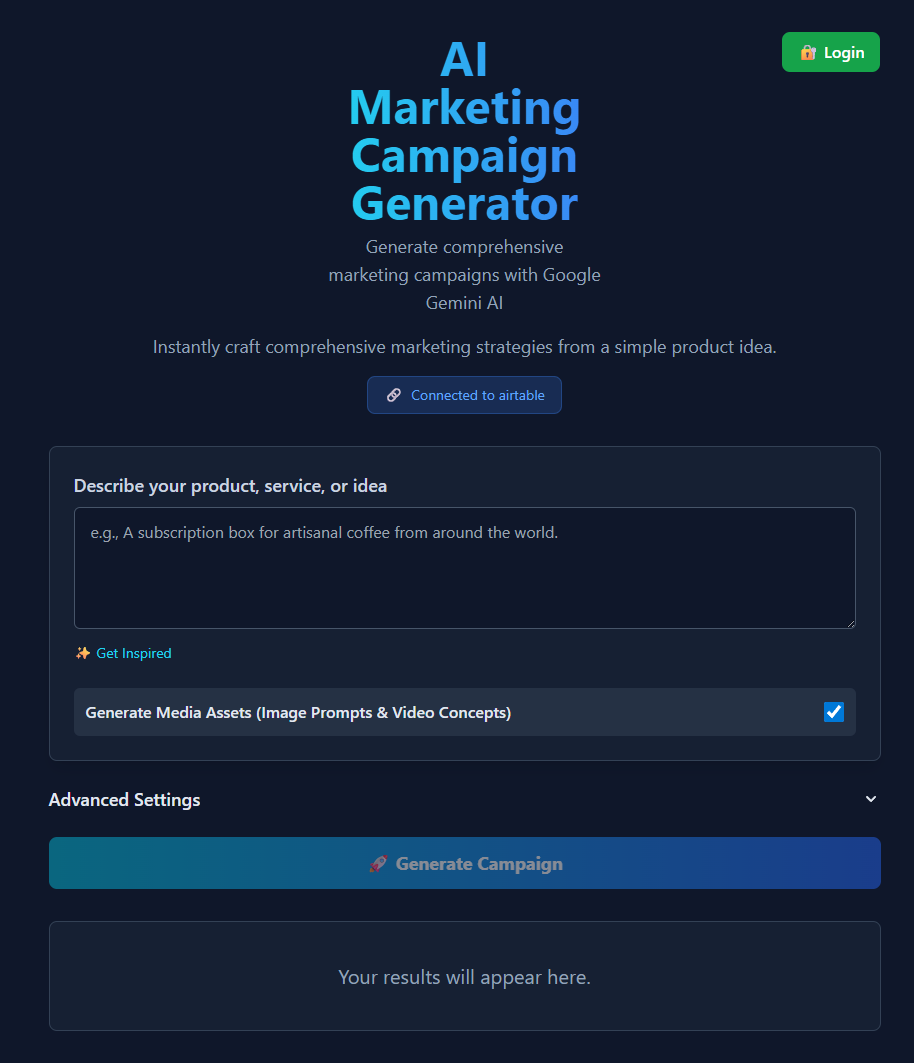 AI
Marketing
Campaign
Generator
🔐 Login
Generate comprehensive
marketing campaigns with Google
Gemini AI
Instantly craft comprehensive marketing strategies from a simple product idea.
🔗 Connected to airtable
Describe your product, service, or idea
e.g., A subscription box for artisanal coffee from around the world.
✨ Get Inspired
Generate Media Assets (Image Prompts & Video Concepts)
Advanced Settings
🚀 Generate Campaign
Your results will appear here.